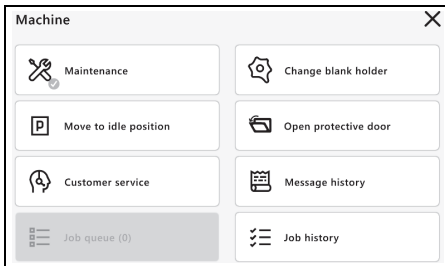 Machine
Maintenance
Change blank holder
P
Move to idle position
Open protective door
Customer service
Message history
Job queue (0)
Job history